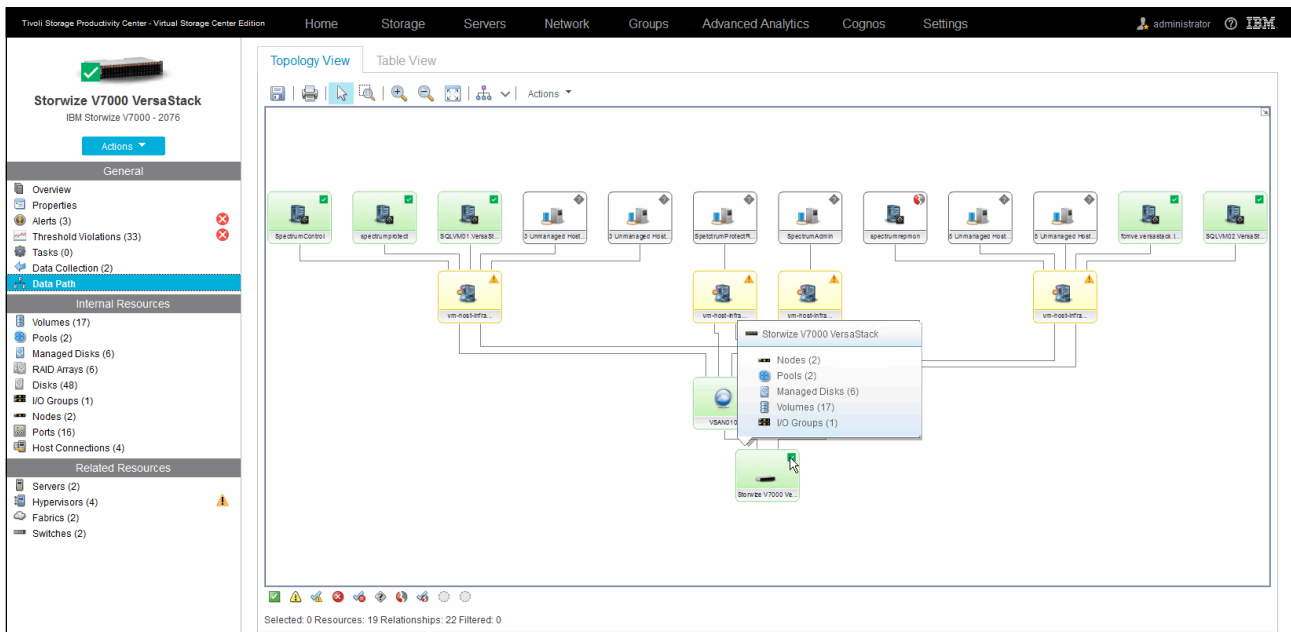 Tivoli Storage Productivity Center - Virtual Storage Center Edition Home Storage Servers Network Groups Advanced Analytics Cognos Settings administrator IBM.
Storwize V7000 VersaStack
IBM Storwize V7000 - 2076
Actions
General
Overview
Properties
Alerts (3)
Threshold Violations (33)
Tasks (0)
Data Collection (2)
Data Path
Internal Resources
Volumes (17)
Pools (2)
Managed Disks (6)
RAID Arrays (6)
Disks (48)
I/O Groups (1)
Nodes (2)
Ports (16)
Host Connections (4)
Related Resources
Servers (2)
Hypervisors (4)
Fabrics (2)
Switches (2)
Topology View Table View
Actions
SpectrumControl spectrumprotect SQLVM01.VersaSt... 3 Unmanaged Host... 3 Unmanaged Host... SpetctrumProtectR... SpectrumAdmin spectrumrepmon 5 Unmanaged Host... 5 Unmanaged Host... SQLVM02.VersaSt...
vm-host-infra... vm-host-infra... vm-host-infra... vm-host-infra...
Storwize V7000 VersaStack
Nodes (2)
Pools (2)
Managed Disks (6)
Volumes (17)
I/O Groups (1)
VSAN010
Storwize V7000 Ve...
Selected: 0 Resources: 19 Relationships: 22 Filtered: 0